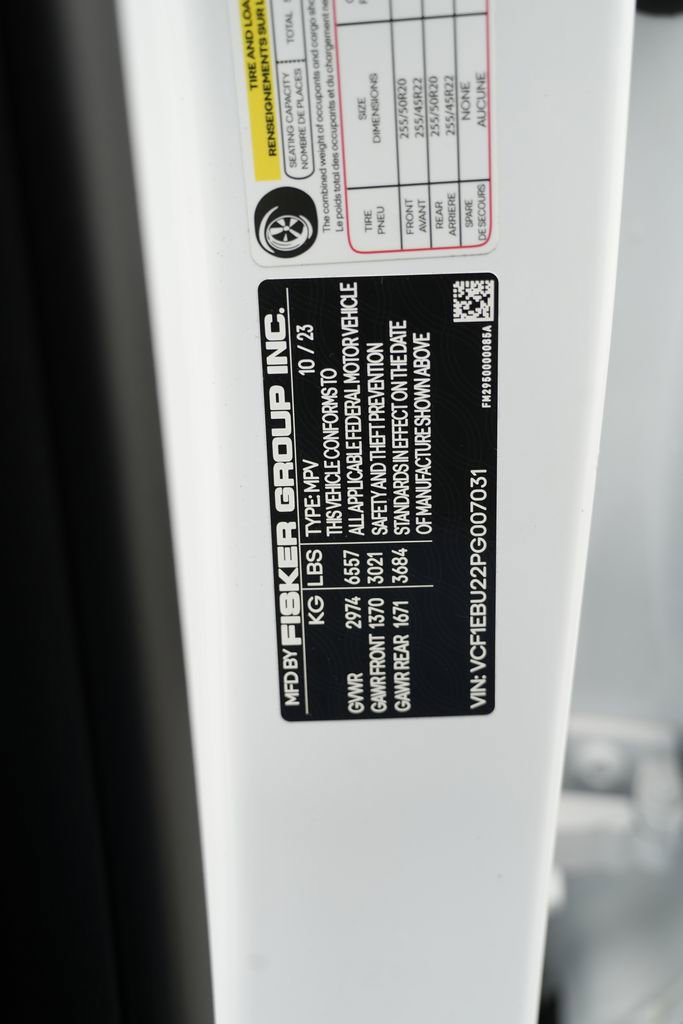 TIRE AND LOA
RENSEIGNEMENTS SUR L
SEATING CAPACITY
NOMBRE DE PLACES
TOTAL
The combined weight of occupants and cargo sho
Le poids total des occupants et du chargement ne
TIRE
PNEU
SIZE
DIMENSIONS
FRONT
AVANT
255/50R20
255/45R22
REAR
ARRIERE
255/50R20
255/45R22
SPARE
DE SECOURS
NONE
AUCUNE
MFD BY FISKER GROUP INC.
KG LBS TYPE: MPV 10 / 23
GVWR 2974 6557
GAWR FRONT 1370 3021
GAWR REAR 1671 3684
THIS VEHICLE CONFORMS TO
ALL APPLICABLE FEDERAL MOTOR VEHICLE
SAFETY AND THEFT PREVENTION
STANDARDS IN EFFECT ON THE DATE
OF MANUFACTURE SHOWN ABOVE
VIN: VCF1EBU22PG007031
FM29S0000085A